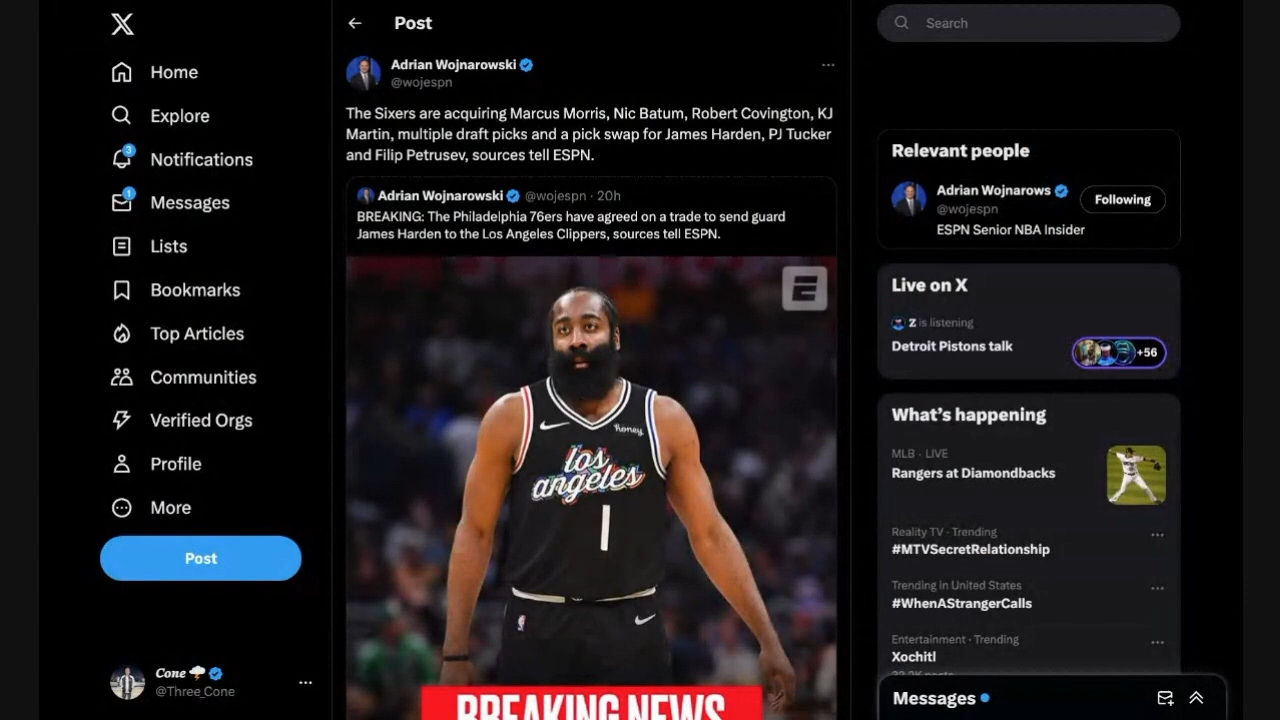 Home
Explore
3
Notifications
1
Messages
Lists
Bookmarks
Top Articles
Communities
Verified Orgs
Profile
More
Post
Cone
@Three_Cone
Post
Adrian Wojnarowski
@wojespn
The Sixers are acquiring Marcus Morris, Nic Batum, Robert Covington, KJ
Martin, multiple draft picks and a pick swap for James Harden, PJ Tucker
and Filip Petrusev, sources tell ESPN.
Adrian Wojnarowski @wojespn · 20h
BREAKING: The Philadelphia 76ers have agreed on a trade to send guard
James Harden to the Los Angeles Clippers, sources tell ESPN.
E
honey
los
angeles
1
BREAKING NEWS
Search
Relevant people
Adrian Wojnarows
@wojespn
Following
ESPN Senior NBA Insider
Live on X
Z is listening
Detroit Pistons talk
+56
What's happening
MLB · LIVE
Rangers at Diamondbacks
Reality TV · Trending
#MTVSecretRelationship
Trending in United States
#WhenAStrangerCalls
Entertainment · Trending
Xochitl
Messages